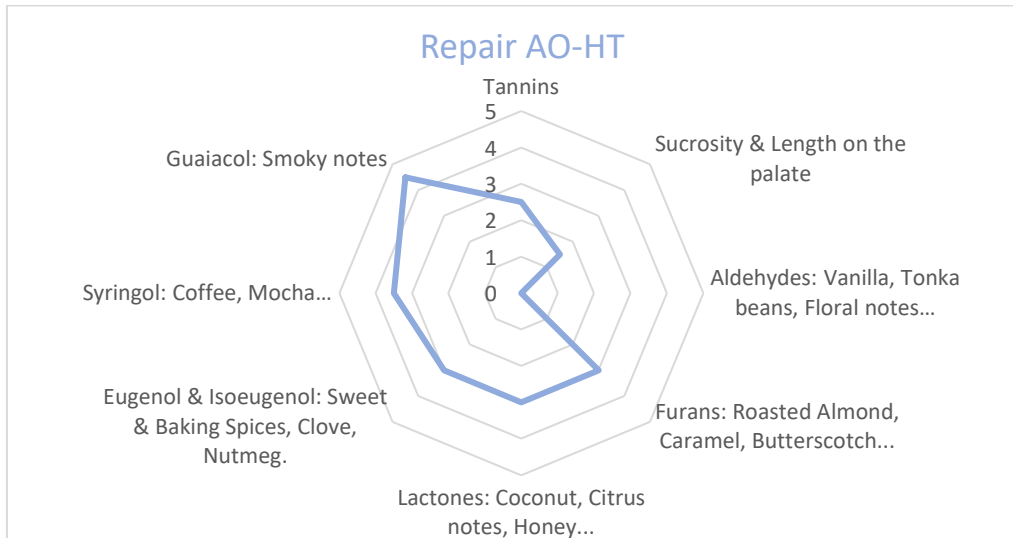 Repair AO-HT
Tannins
5
4
3
2
1
0
Sucrosity & Length on the
palate
Aldehydes: Vanilla, Tonka
beans, Floral notes…
Furans: Roasted Almond,
Caramel, Butterscotch...
Lactones: Coconut, Citrus
notes, Honey...
Eugenol & Isoeugenol: Sweet
& Baking Spices, Clove,
Nutmeg.
Syringol: Coffee, Mocha…
Guaiacol: Smoky notes